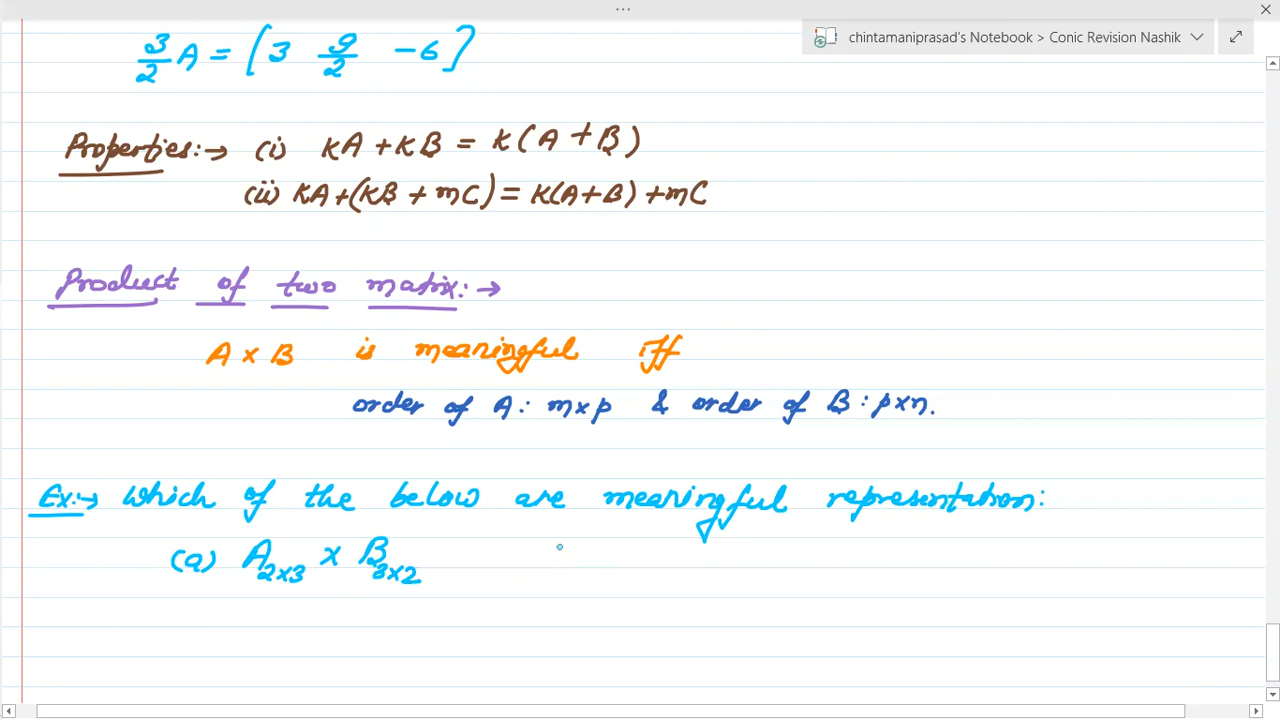 ...
chintamaniprasad's Notebook > Conic Revision Nashik
3/2 A = [3 9/2 -6]
Properties:→ (i) KA + KB = K(A + B)
(ii) KA+(KB + mC) = K(A+B) + mC
Product of two matrix:→
A × B is meaningful iff
order of A: m×p & order of B: p×n.
Ex:→ Which of the below are meaningful representation:
(a) A2×3 × B3×2